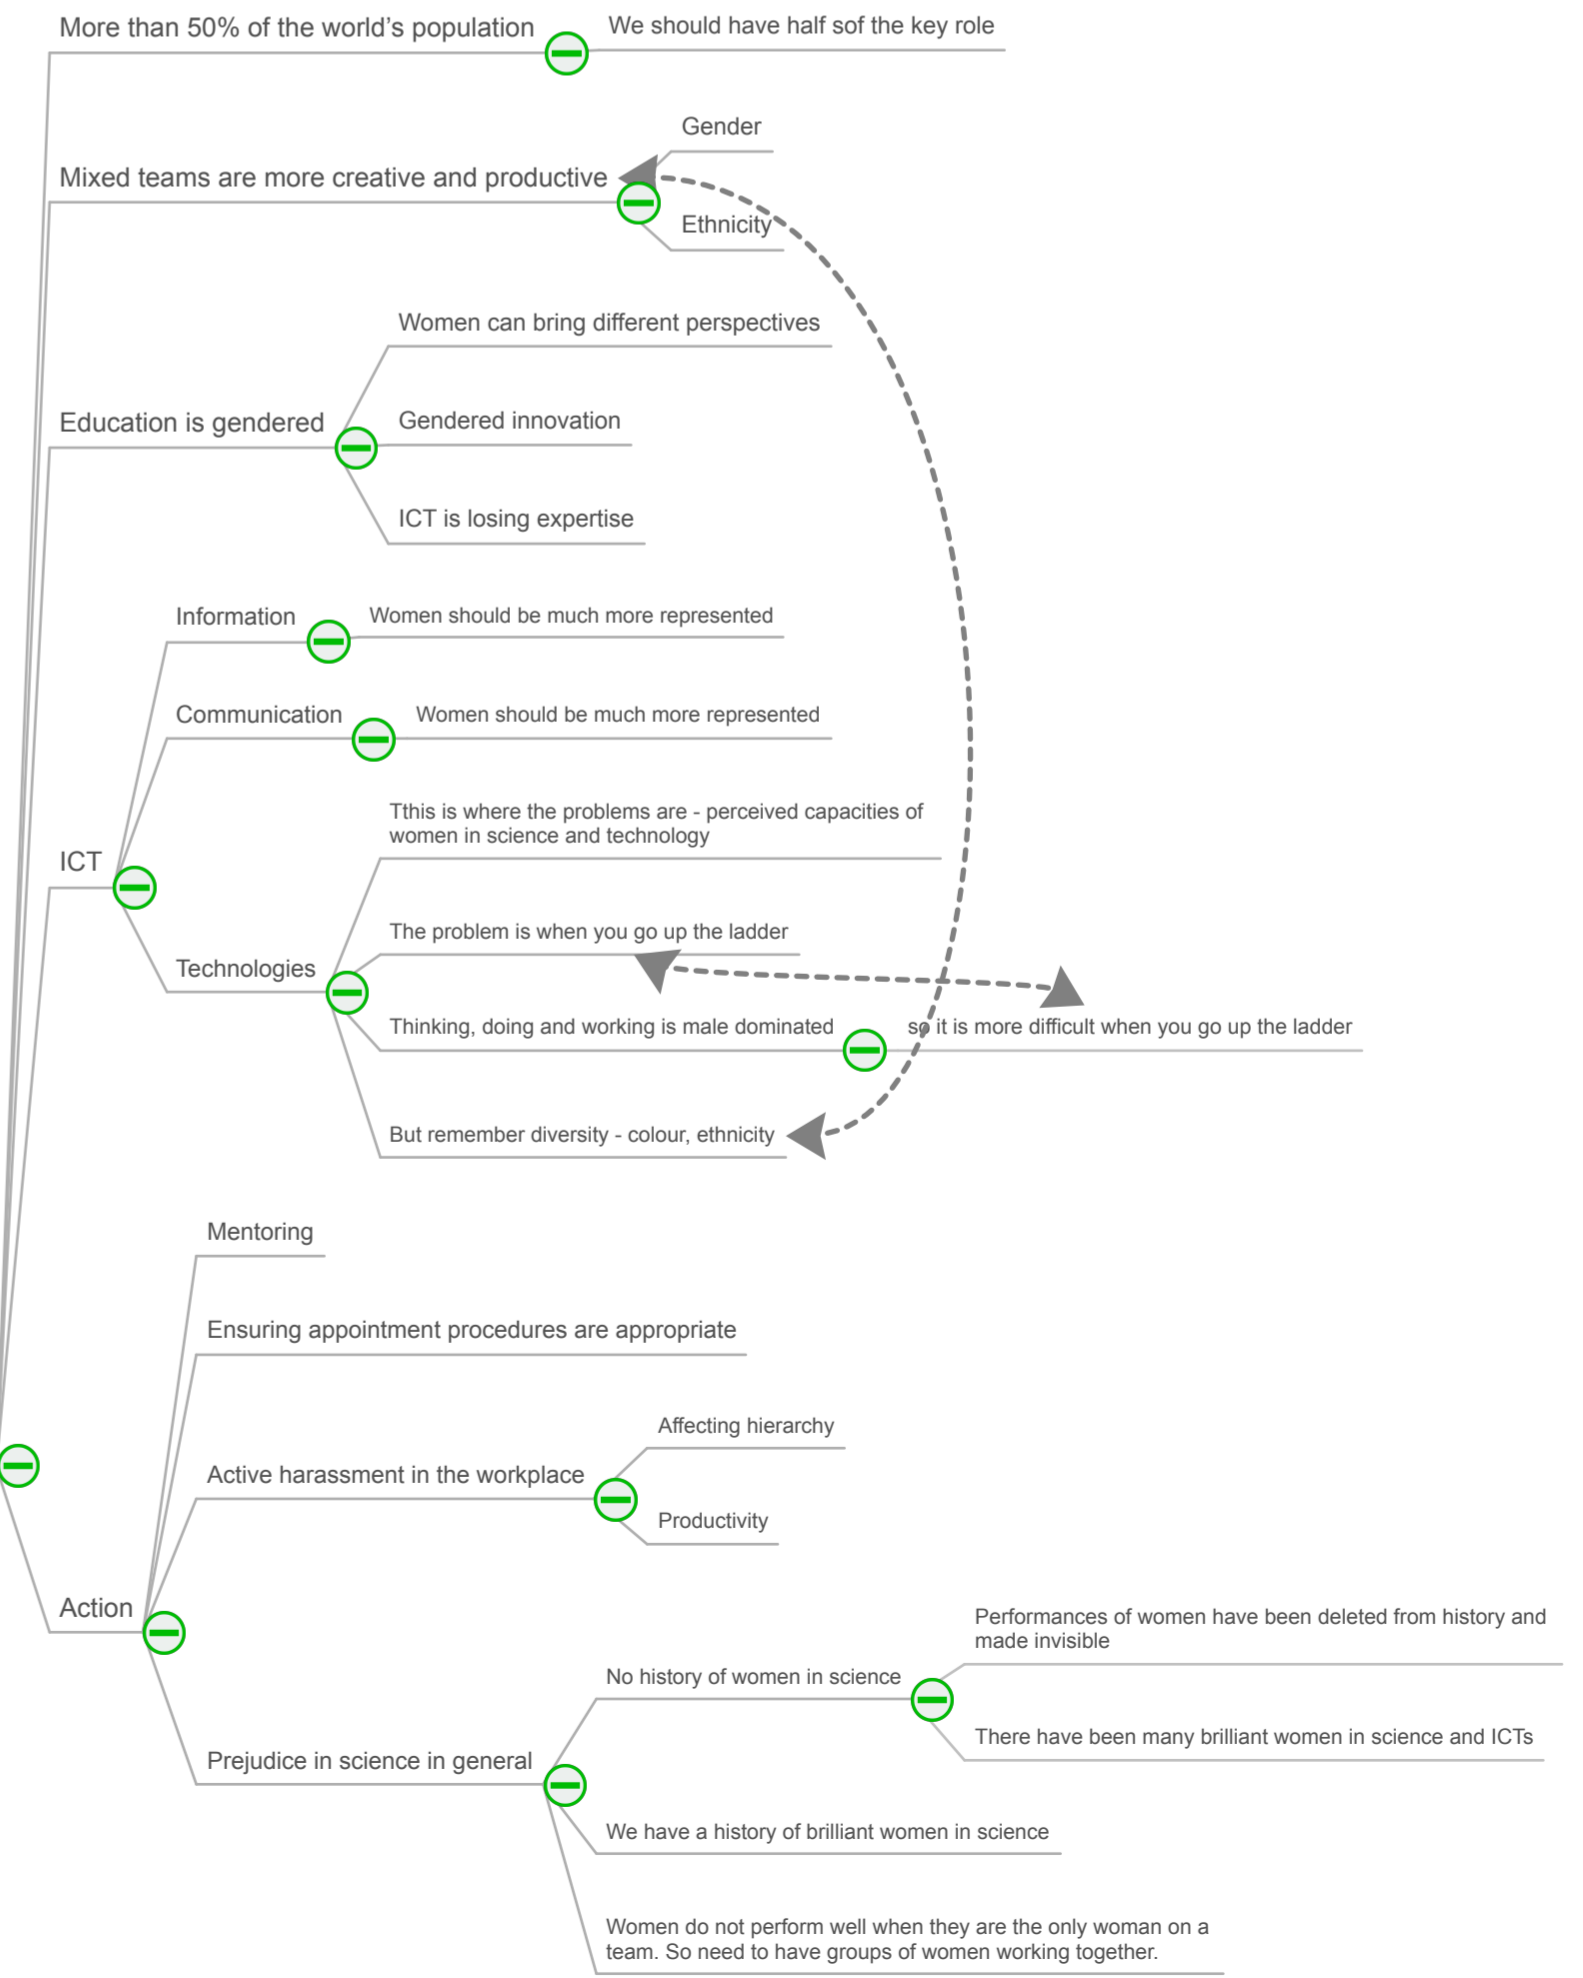 More than 50% of the world's population
We should have half sof the key role
Gender
Mixed teams are more creative and productive
Ethnicity
Women can bring different perspectives
Education is gendered
Gendered innovation
ICT is losing expertise
Information
Women should be much more represented
Communication
Women should be much more represented
Tthis is where the problems are - perceived capacities of
women in science and technology
ICT
The problem is when you go up the ladder
Technologies
Thinking, doing and working is male dominated
so it is more difficult when you go up the ladder
But remember diversity - colour, ethnicity
Mentoring
Ensuring appointment procedures are appropriate
Affecting hierarchy
Active harassment in the workplace
Productivity
Action
Performances of women have been deleted from history and
made invisible
No history of women in science
There have been many brilliant women in science and ICTs
Prejudice in science in general
We have a history of brilliant women in science
Women do not perform well when they are the only woman on a
team. So need to have groups of women working together.